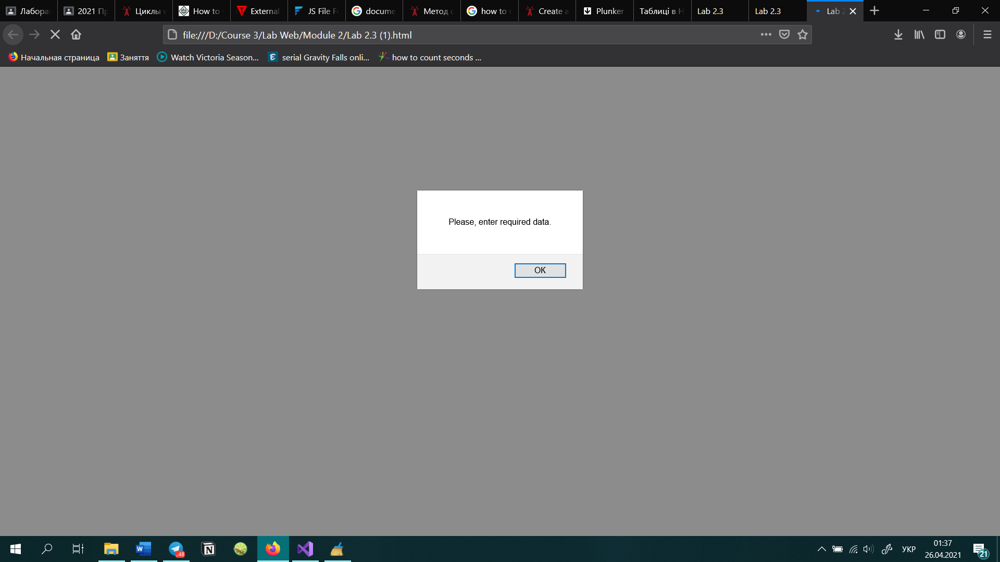 Лабора
2021 Пр
Циклы
How to
External
JS File Fo
docume
Метод
how to
Create a
Plunker
Таблиці в H
Lab 2.3
Lab 2.3
Lab 2
file:///D:/Course 3/Lab Web/Module 2/Lab 2.3 (1).html
Начальная страница
Заняття
Watch Victoria Season...
serial Gravity Falls onli...
how to count seconds ...
Please, enter required data.
OK
..48
УКР
01:37
26.04.2021
21